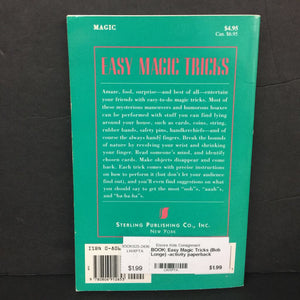 MAGIC
$4.95
Can. $6.95
EASY MAGIC TRICKS
Amaze, fool, surprise—and best of all—entertain
your friends with easy-to-do magic tricks. Most of
these mysterious maneuvers and humorous hoaxes
can be performed with stuff you can find lying
around your house, such as cards, coins, string,
rubber bands, safety pins, handkerchiefs—and of
course the always handy fingers. Break the bounds
of nature by revolving your wrist and shrinking
your finger. Read someone's mind, and identify
cards chosen. Make objects disappear and come
back. Each trick comes with precise instructions
on how to perform it (but don't let your audience
find out), and even has suggestions on what
you should say to get the most "ooh"s, "aaah"s,
and "ha-ha-ha"s.
STERLING PUBLISHING CO., INC.
NEW YORK
ISBN 0-806
$1.99
Kids Consignment
BOOK: Easy Magic Tricks (Bob
Longe) -activity paperback
$1.99